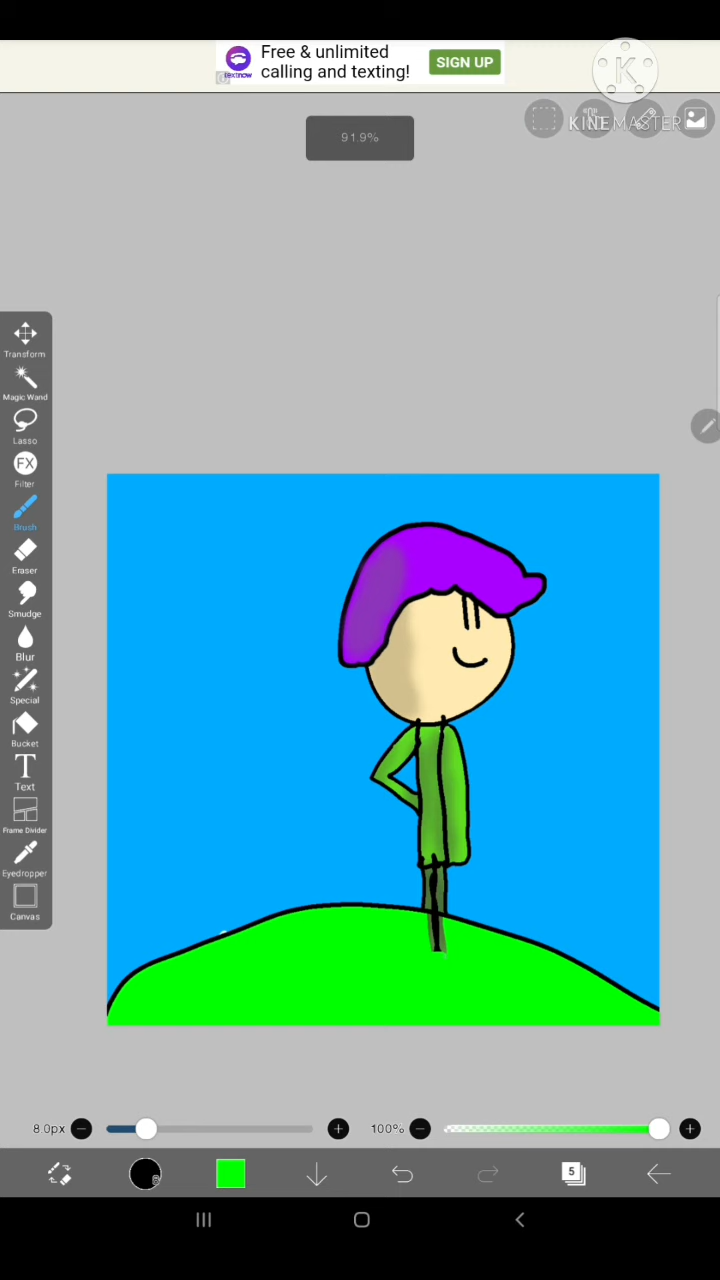 Free & unlimited
calling and texting!
SIGN UP
textnow
K
KINEMASTER
91.9%
Transform
Magic Wand
Lasso
FX
Filter
Brush
Eraser
Smudge
Blur
Special
Bucket
T
Text
Frame Divider
Eyedropper
Canvas
8.0px
100%
5